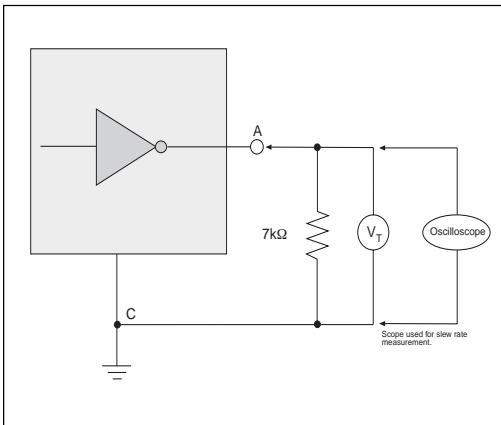 A
7kΩ
VT
Oscilloscope
C
Scope used for slew rate
measurement.